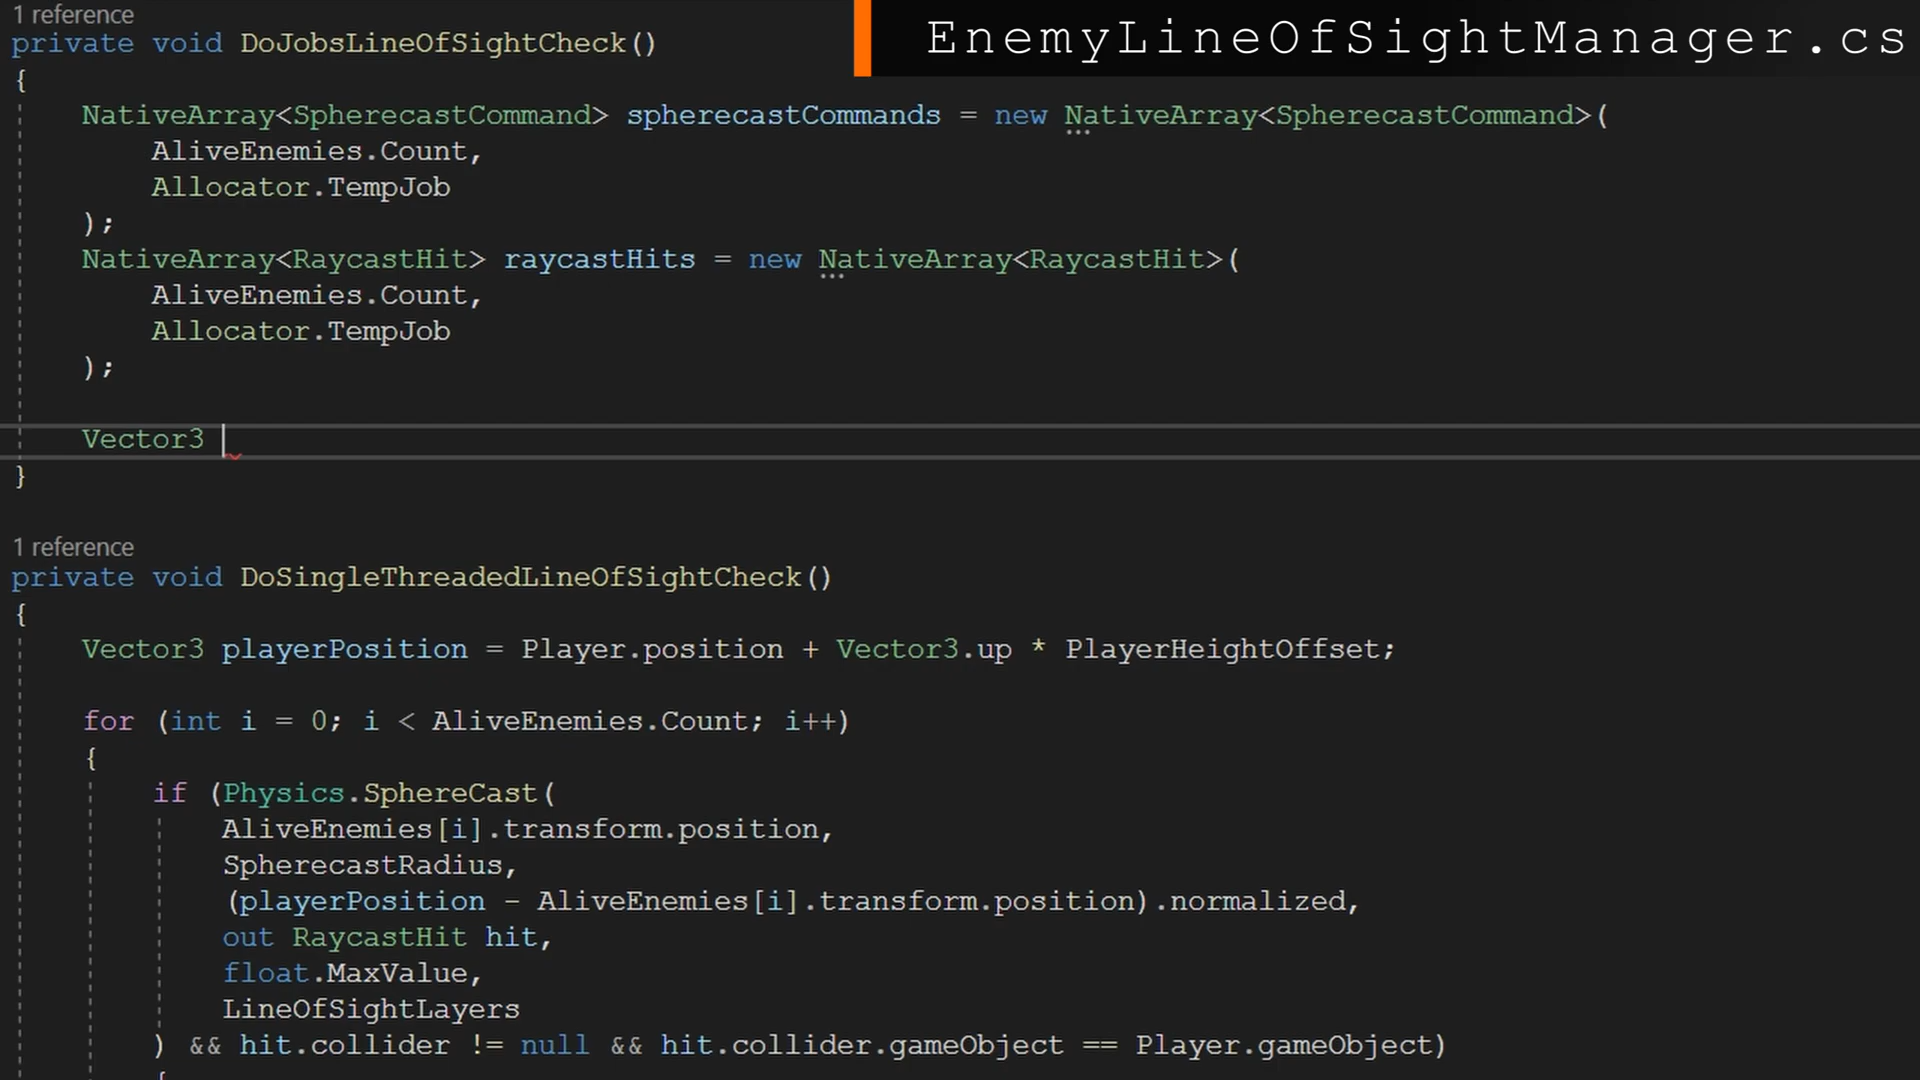 1 reference
EnemyLineOfSightManager.cs
private void DoJobsLineOfSightCheck()
{
NativeArray<SpherecastCommand> spherecastCommands = new NativeArray<SpherecastCommand>(
AliveEnemies.Count,
Allocator.TempJob
);
NativeArray<RaycastHit> raycastHits = new NativeArray<RaycastHit>(
AliveEnemies.Count,
Allocator.TempJob
);
Vector3
}
1 reference
private void DoSingleThreadedLineOfSightCheck()
{
Vector3 playerPosition = Player.position + Vector3.up * PlayerHeightOffset;
for (int i = 0; i < AliveEnemies.Count; i++)
{
if (Physics.SphereCast(
AliveEnemies[i].transform.position,
SpherecastRadius,
(playerPosition - AliveEnemies[i].transform.position).normalized,
out RaycastHit hit,
float.MaxValue,
LineOfSightLayers
) && hit.collider != null && hit.collider.gameObject == Player.gameObject)
{